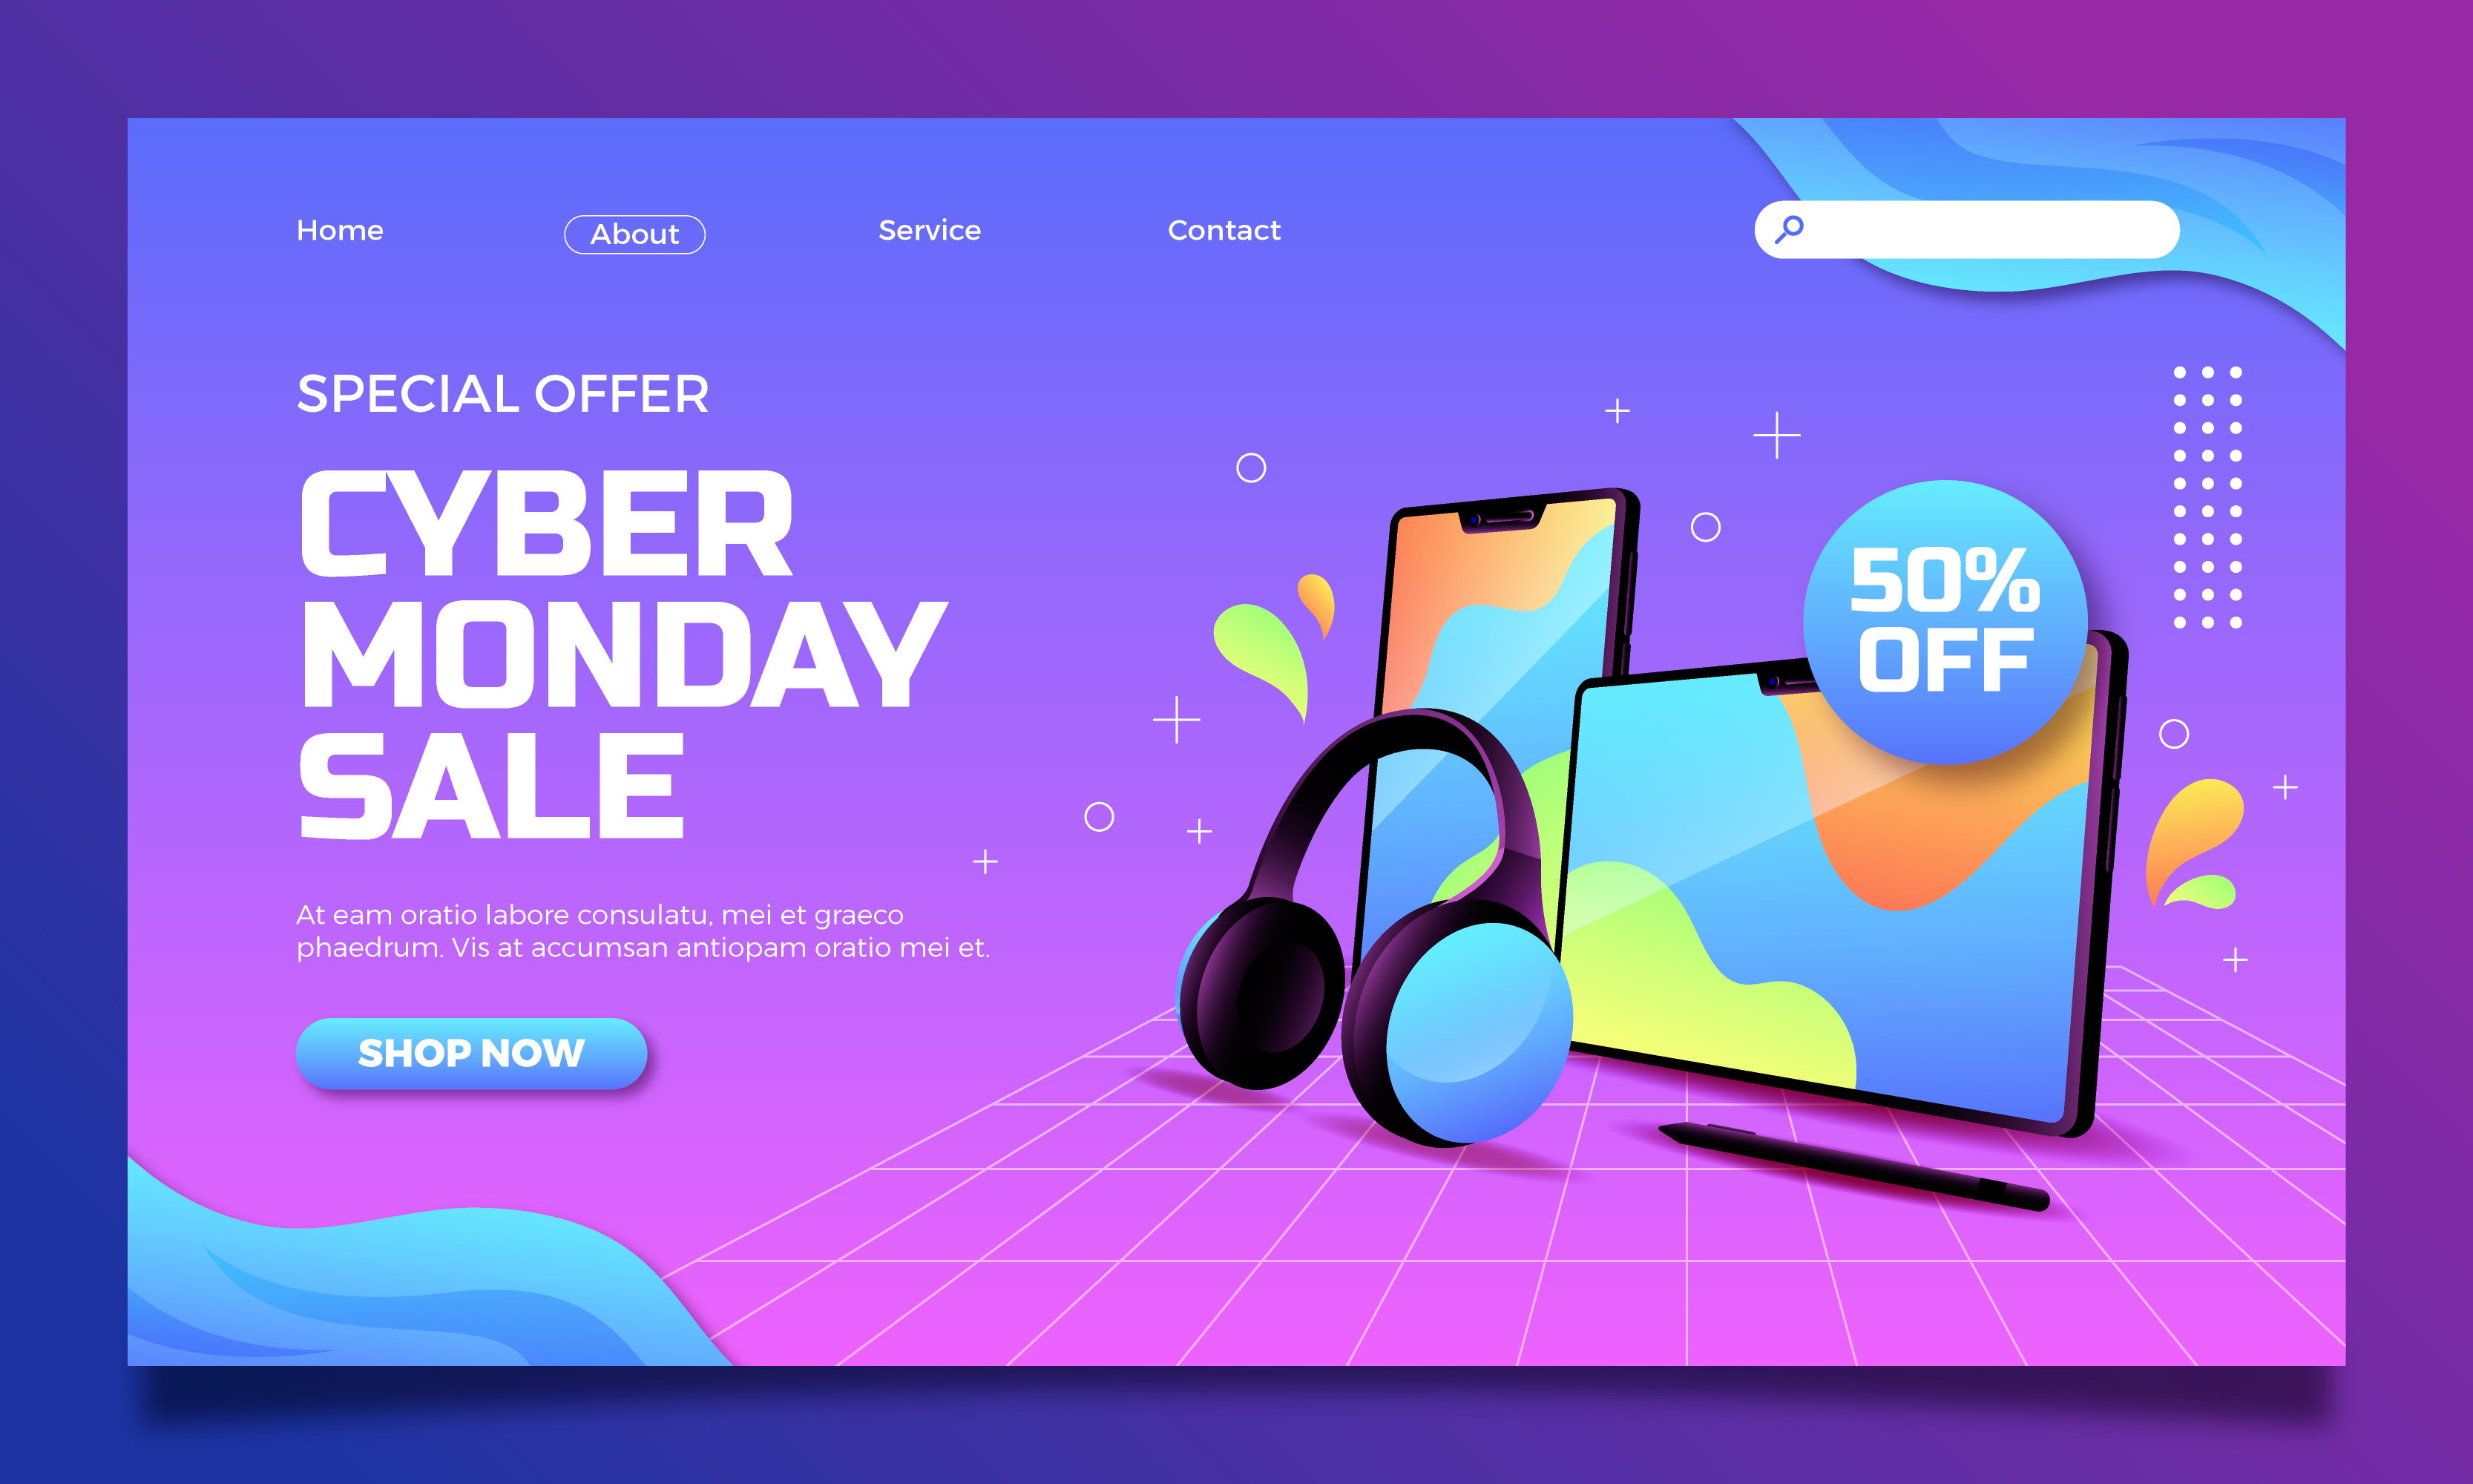 Home About Service Contact
SPECIAL OFFER
CYBER
MONDAY
SALE
50%
OFF
At eam oratio labore consulatu, mei et graeco
phaedrum. Vis at accumsan antiopam oratio mei et.
SHOP NOW